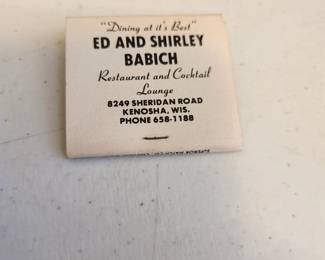 "Dining at it's Best"
ED AND SHIRLEY
BABICH
Restaurant and Cocktail
Lounge
8249 SHERIDAN ROAD
KENOSHA, WIS.
PHONE 658-1188